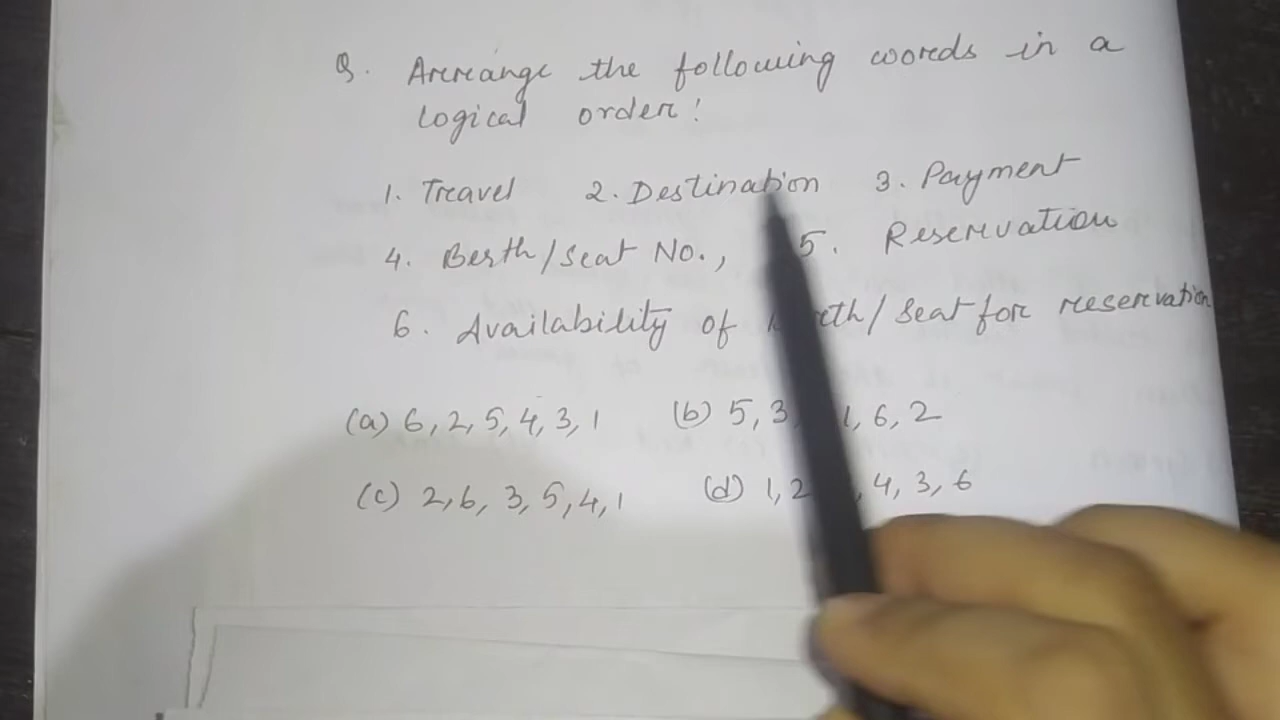 Q. Arrange the following words in a
logical order:
1. Travel 2. Destination 3. Payment
4. Berth/seat No., 5. Reservation
6. Availability of /seat for reservation
(a) 6, 2, 5, 4, 3, 1 (b) 5, 3, 1, 6, 2
(c) 2, 6, 3, 5, 4, 1 (d) 1, 2 , 4, 3, 6